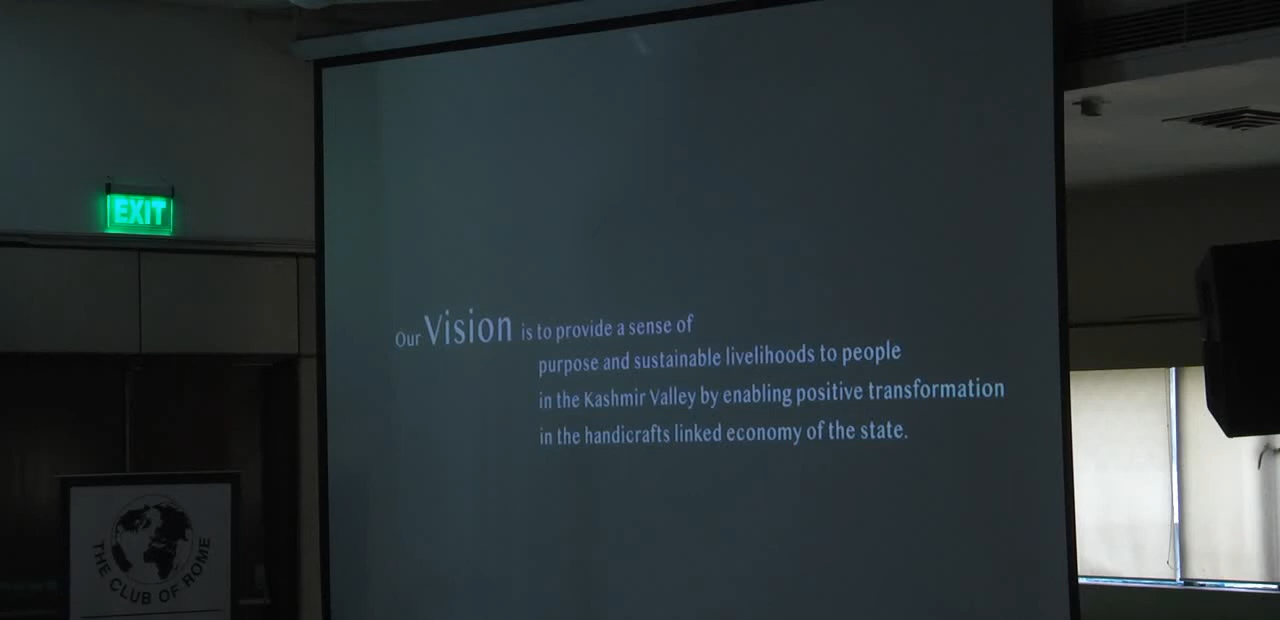 EXIT
Our Vision is to provide a sense of
purpose and sustainable livelihoods to people
in the Kashmir Valley by enabling positive transformation
in the handicrafts linked economy of the state.
THE CLUB OF ROME